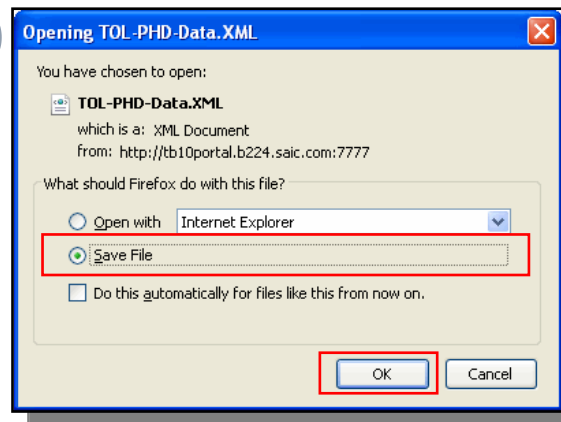 Opening TOL-PHD-Data.XML
You have chosen to open:
TOL-PHD-Data.XML
which is a: XML Document
from: http://tb10portal.b224.saic.com:7777
What should Firefox do with this file?
Open with Internet Explorer
Save File
Do this automatically for files like this from now on.
OK Cancel